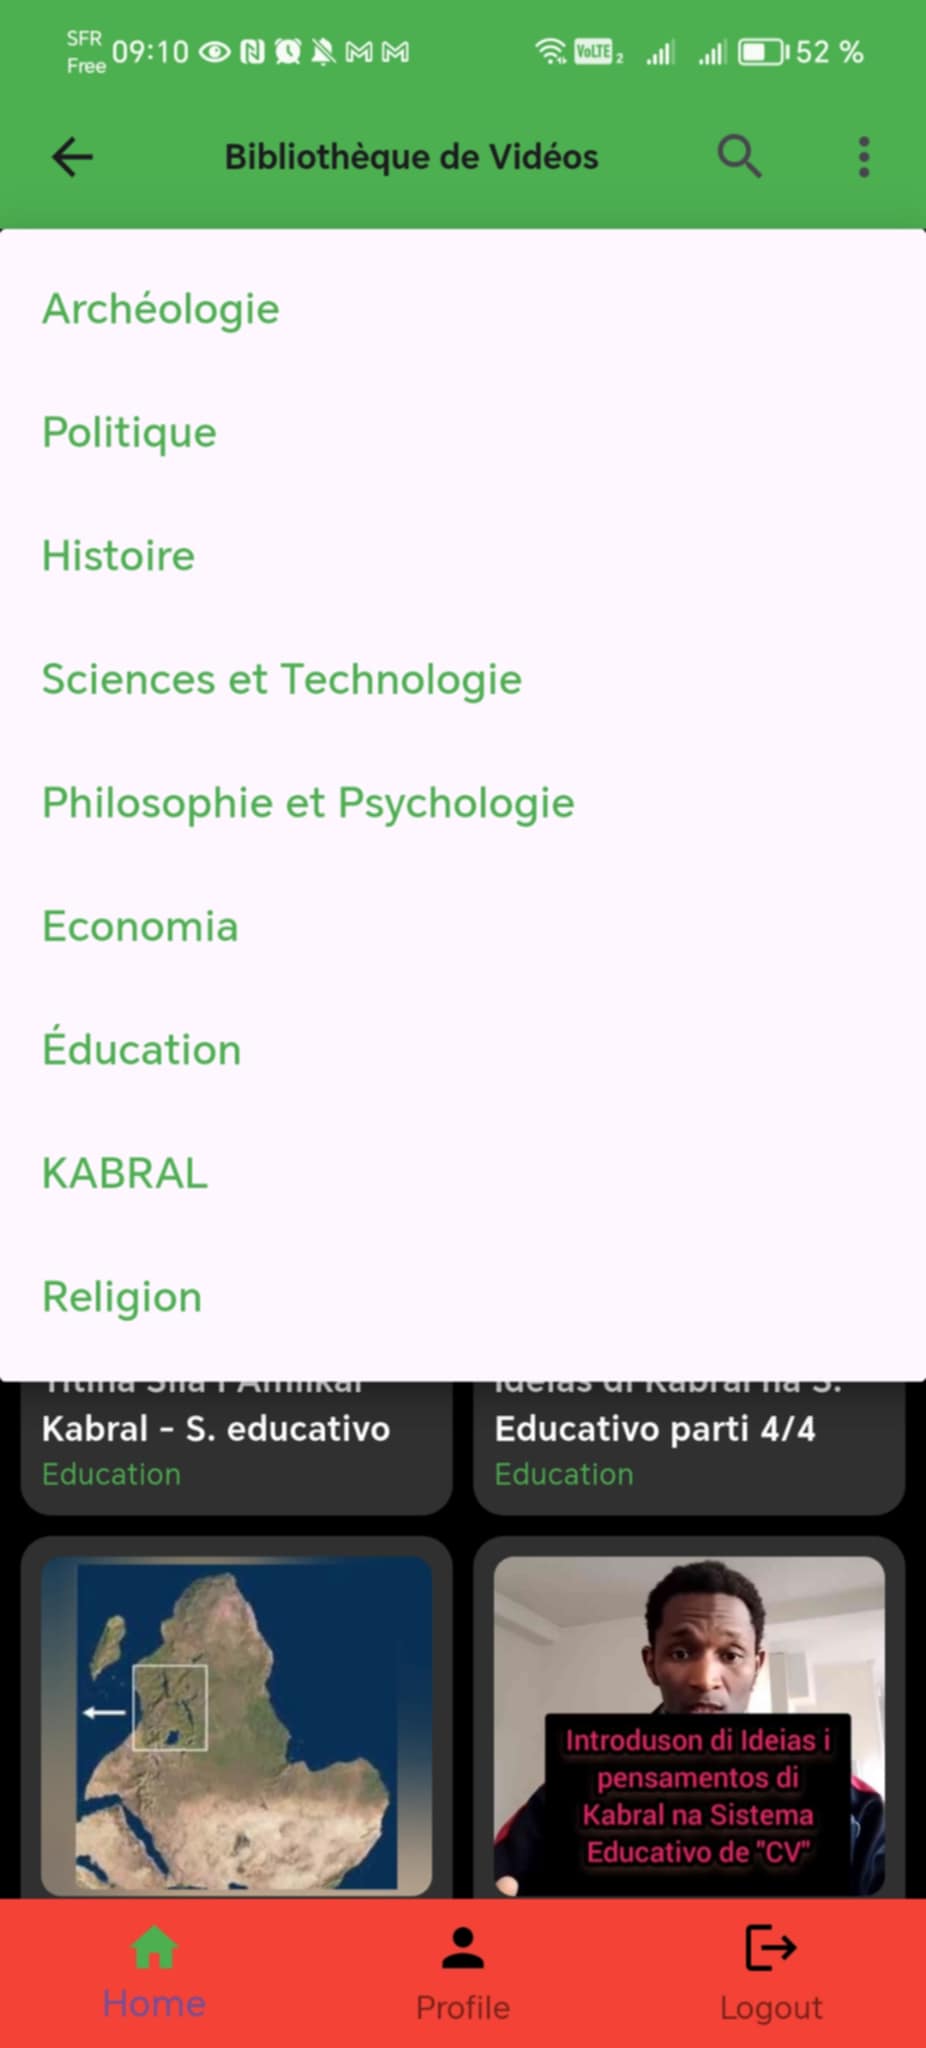 SFR
Free 09:10 VoLTE 2 52 %
Bibliothèque de Vidéos
Archéologie
Politique
Histoire
Sciences et Technologie
Philosophie et Psychologie
Economia
Éducation
KABRAL
Religion
Kabral - S. educativo
Education
Educativo parti 4/4
Education
Introduson di Ideias i
pensamentos di
Kabral na Sistema
Educativo de "CV"
Home
Profile
Logout